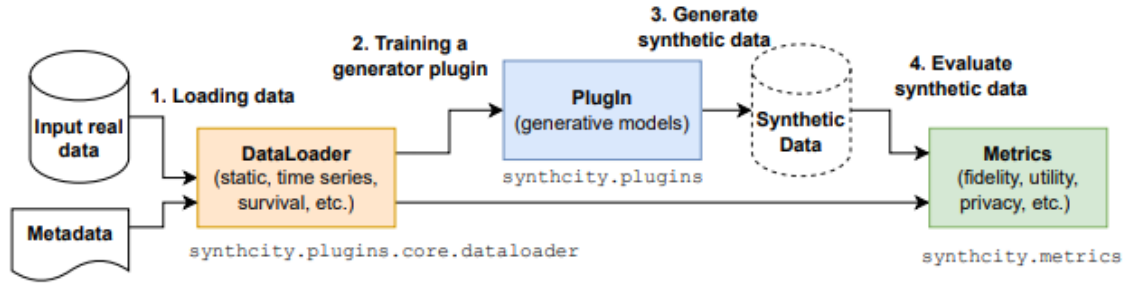 3. Generate
synthetic data
2. Training a
generator plugin
4. Evaluate
synthetic data
1. Loading data
PlugIn
(generative models)
Input real
data
Synthetic
Data
DataLoader
(static, time series,
survival, etc.)
Metrics
(fidelity, utility,
privacy, etc.)
synthcity.plugins
Metadata
synthcity.plugins.core.dataloader
synthcity.metrics